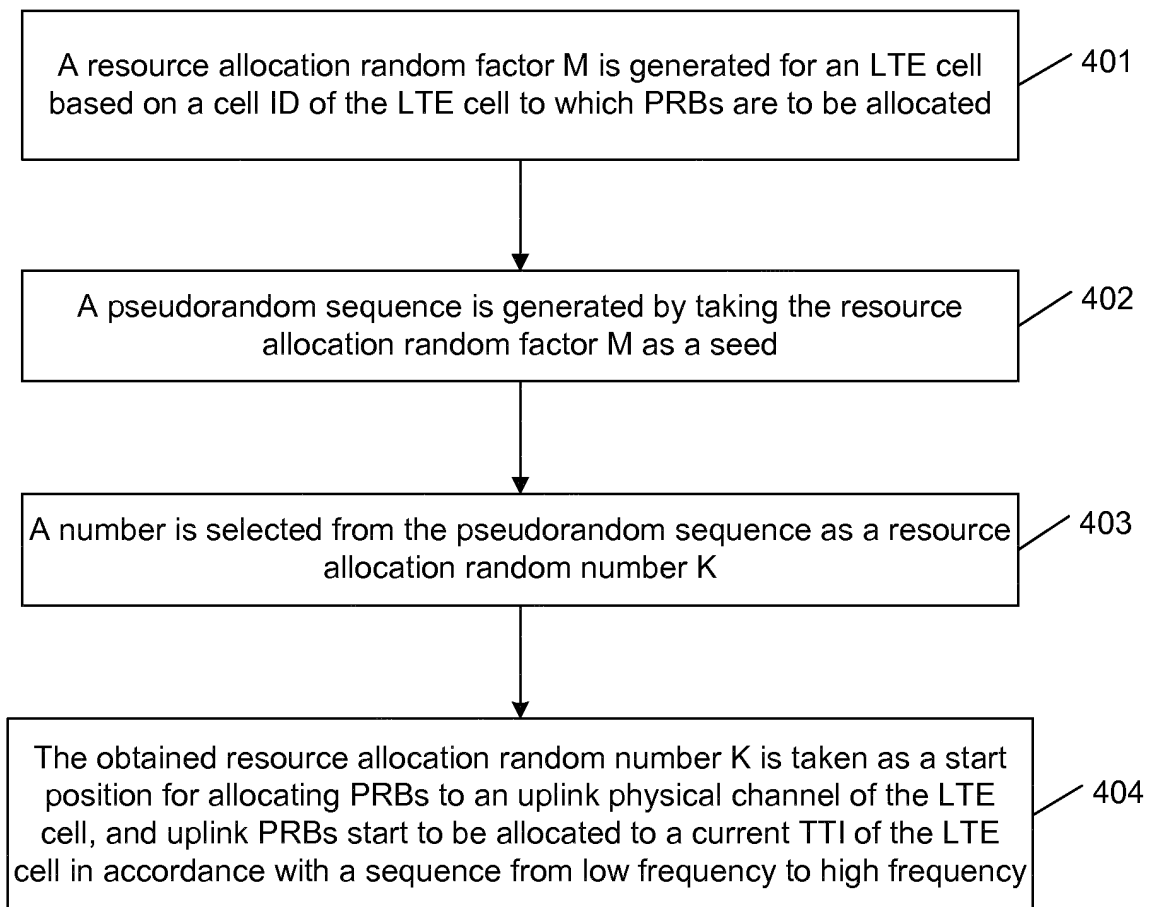 A resource allocation random factor M is generated for an LTE cell
based on a cell ID of the LTE cell to which PRBs are to be allocated
401
A pseudorandom sequence is generated by taking the resource
allocation random factor M as a seed
402
A number is selected from the pseudorandom sequence as a resource
allocation random number K
403
The obtained resource allocation random number K is taken as a start
position for allocating PRBs to an uplink physical channel of the LTE
cell, and uplink PRBs start to be allocated to a current TTI of the LTE
cell in accordance with a sequence from low frequency to high frequency
404